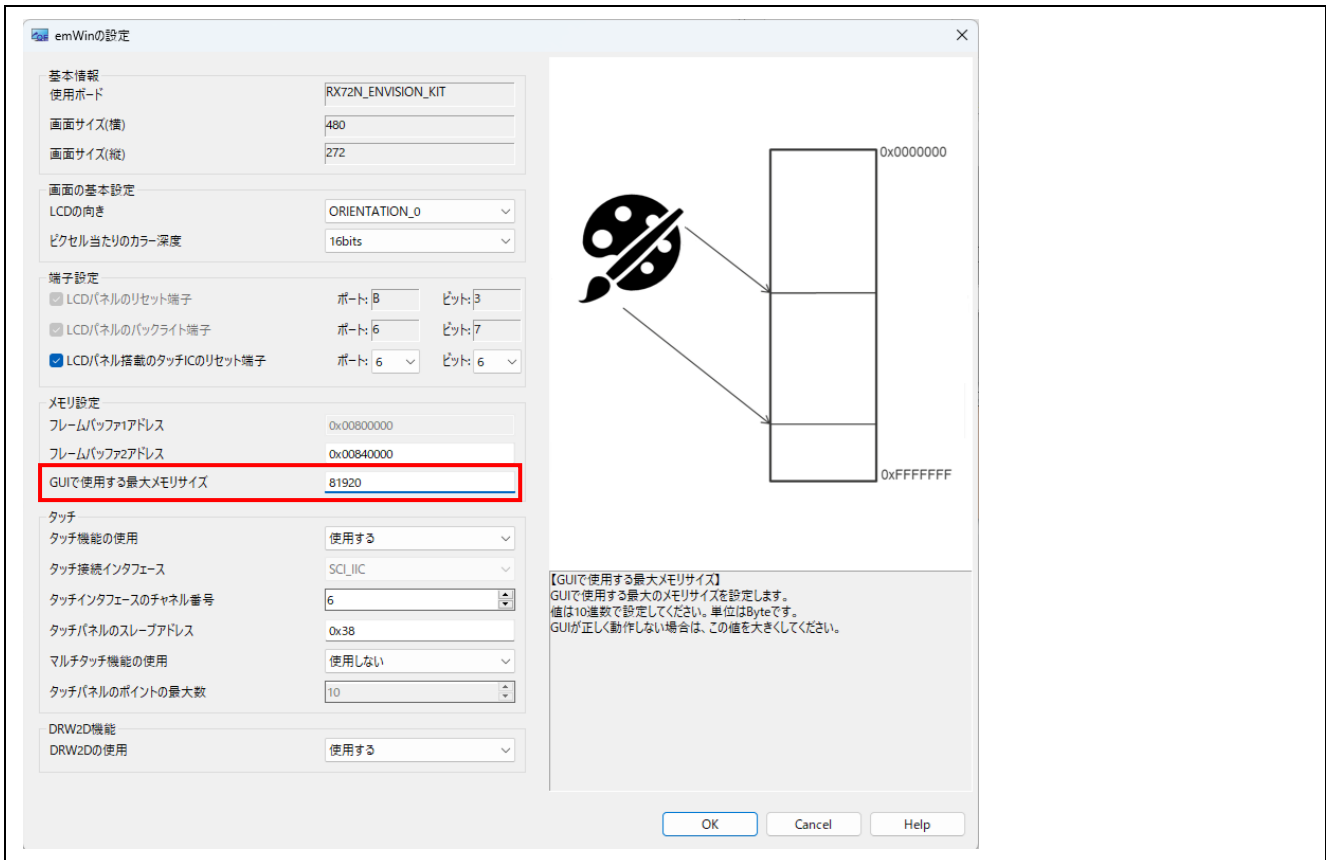 emWinの設定
基本情報
使用ボード RX72N_ENVISION_KIT
画面サイズ(横) 480
画面サイズ(縦) 272
画面の基本設定
LCDの向き ORIENTATION_0
ピクセル当たりのカラー深度 16bits
端子設定
LCDパネルのリセット端子 ポート: B ビット: 3
LCDパネルのバックライト端子 ポート: 6 ビット: 7
LCDパネル搭載のタッチICのリセット端子 ポート: 6 ビット: 6
メモリ設定
フレームバッファ1アドレス 0x00800000
フレームバッファ2アドレス 0x00840000
GUIで使用する最大メモリサイズ 81920
タッチ
タッチ機能の使用 使用する
タッチ接続インタフェース SCI_IIC
タッチインタフェースのチャネル番号 6
タッチパネルのスレーブアドレス 0x38
マルチタッチ機能の使用 使用しない
タッチパネルのポイントの最大数 10
DRW2D機能
DRW2Dの使用 使用する
0x0000000
0xFFFFFFF
【GUIで使用する最大メモリサイズ】
GUIで使用する最大のメモリサイズを設定します。
値は10進数で設定してください。単位はByteです。
GUIが正しく動作しない場合は、この値を大きくしてください。
OK Cancel Help